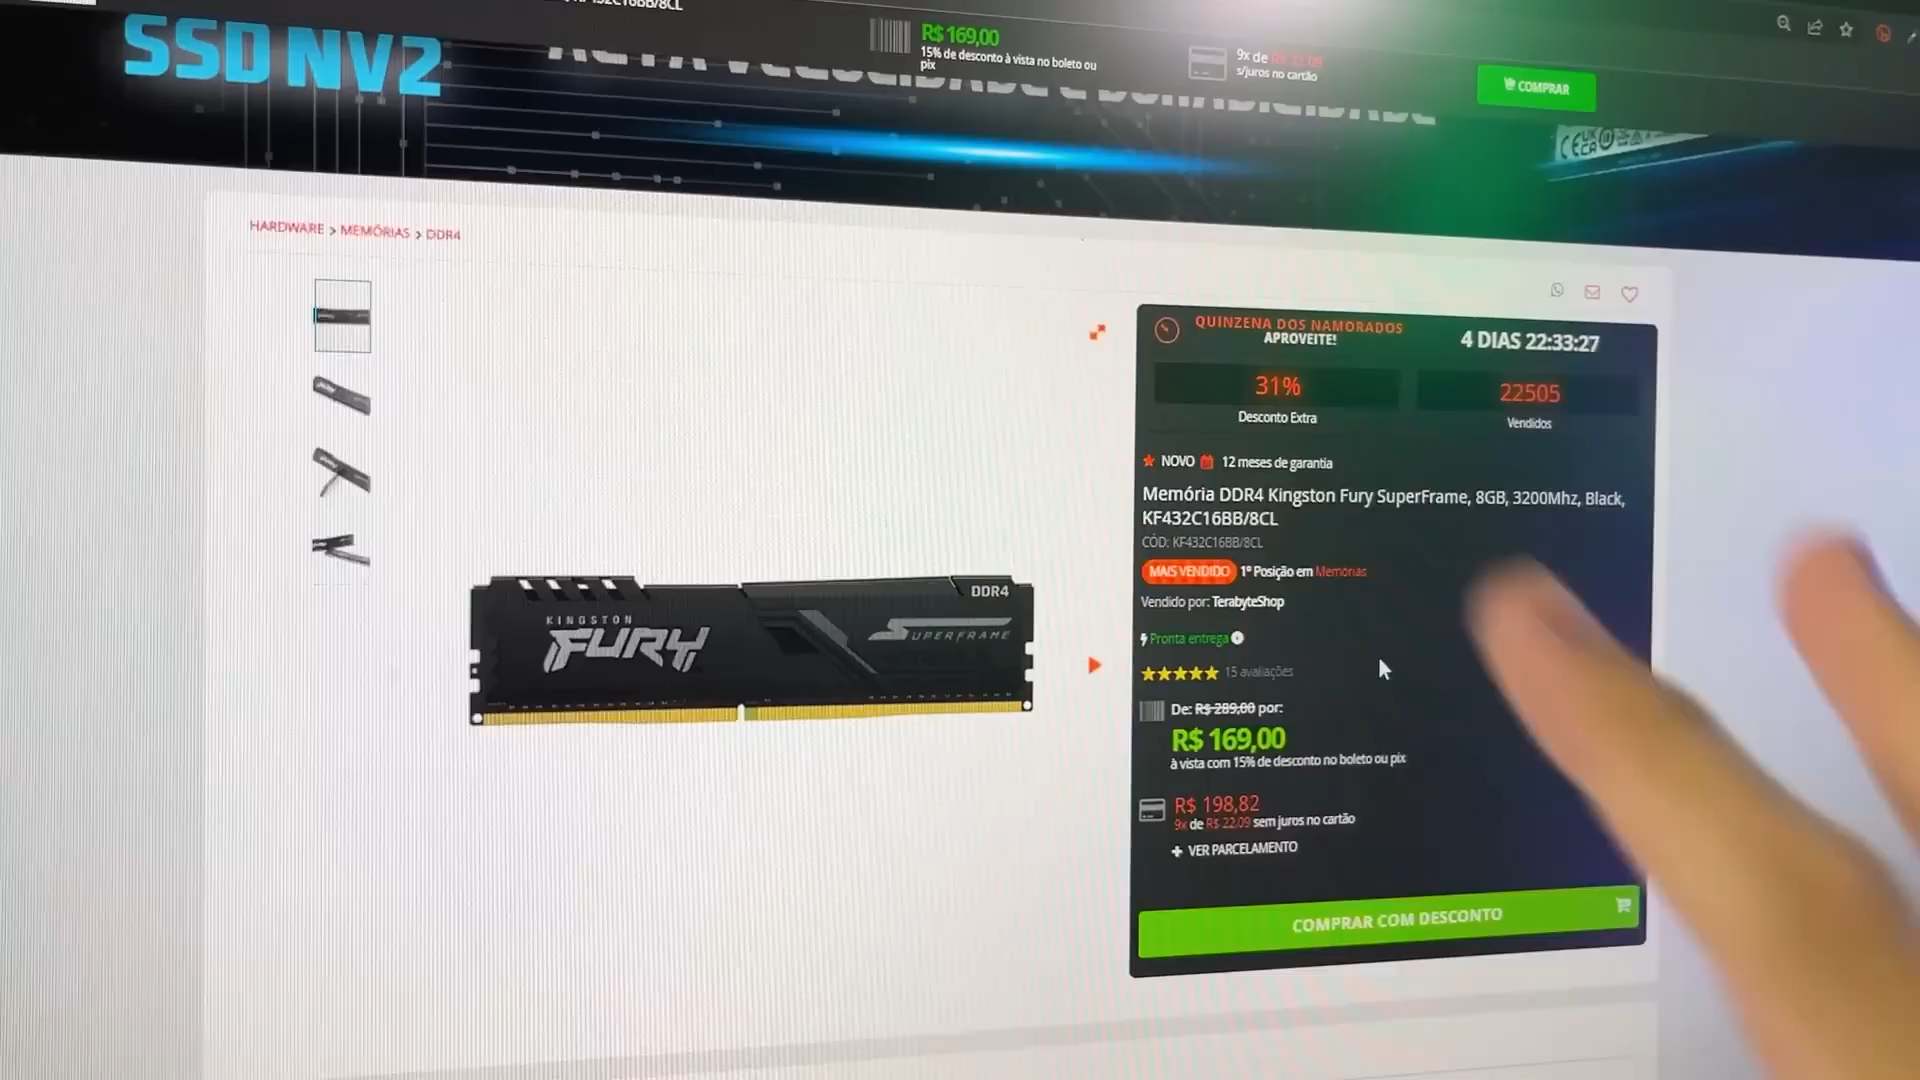 SSD NV2
R$ 169,00
15% de desconto à vista no boleto ou
pix
9x de R$ 22,09
s/juros no cartão
COMPRAR
HARDWARE > MEMÓRIAS > DDR4
QUINZENA DOS NAMORADOS
APROVEITE!
4 DIAS 22:33:27
31%
Desconto Extra
22505
Vendidos
NOVO 12 meses de garantia
Memória DDR4 Kingston Fury SuperFrame, 8GB, 3200Mhz, Black,
KF432C16BB/8CL
CÓD: KF432C16BB/8CL
MAIS VENDIDO 1º Posição em Memórias
Vendido por: TerabyteShop
Pronta entrega
15 avaliações
De: R$ 289,00 por:
R$ 169,00
à vista com 15% de desconto no boleto ou pix
R$ 198,82
9x de R$ 22,09 sem juros no cartão
+ VER PARCELAMENTO
COMPRAR COM DESCONTO
DDR4
KINGSTON
FURY
SUPERFRAME